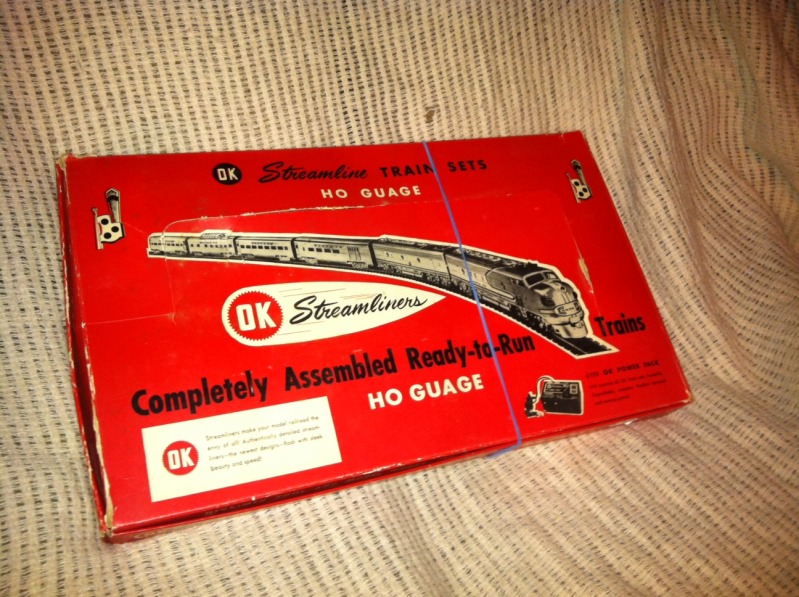 OK Streamline TRAIN SETS
HO GUAGE
OK Streamliners
Completely Assembled Ready-to-Run Trains
HO GUAGE
OK POWER PACK
OK
Streamliners make your model railroad the
envy of all! Authentically detailed stream-
liners—the newest designs—flash with sleek
beauty and speed!